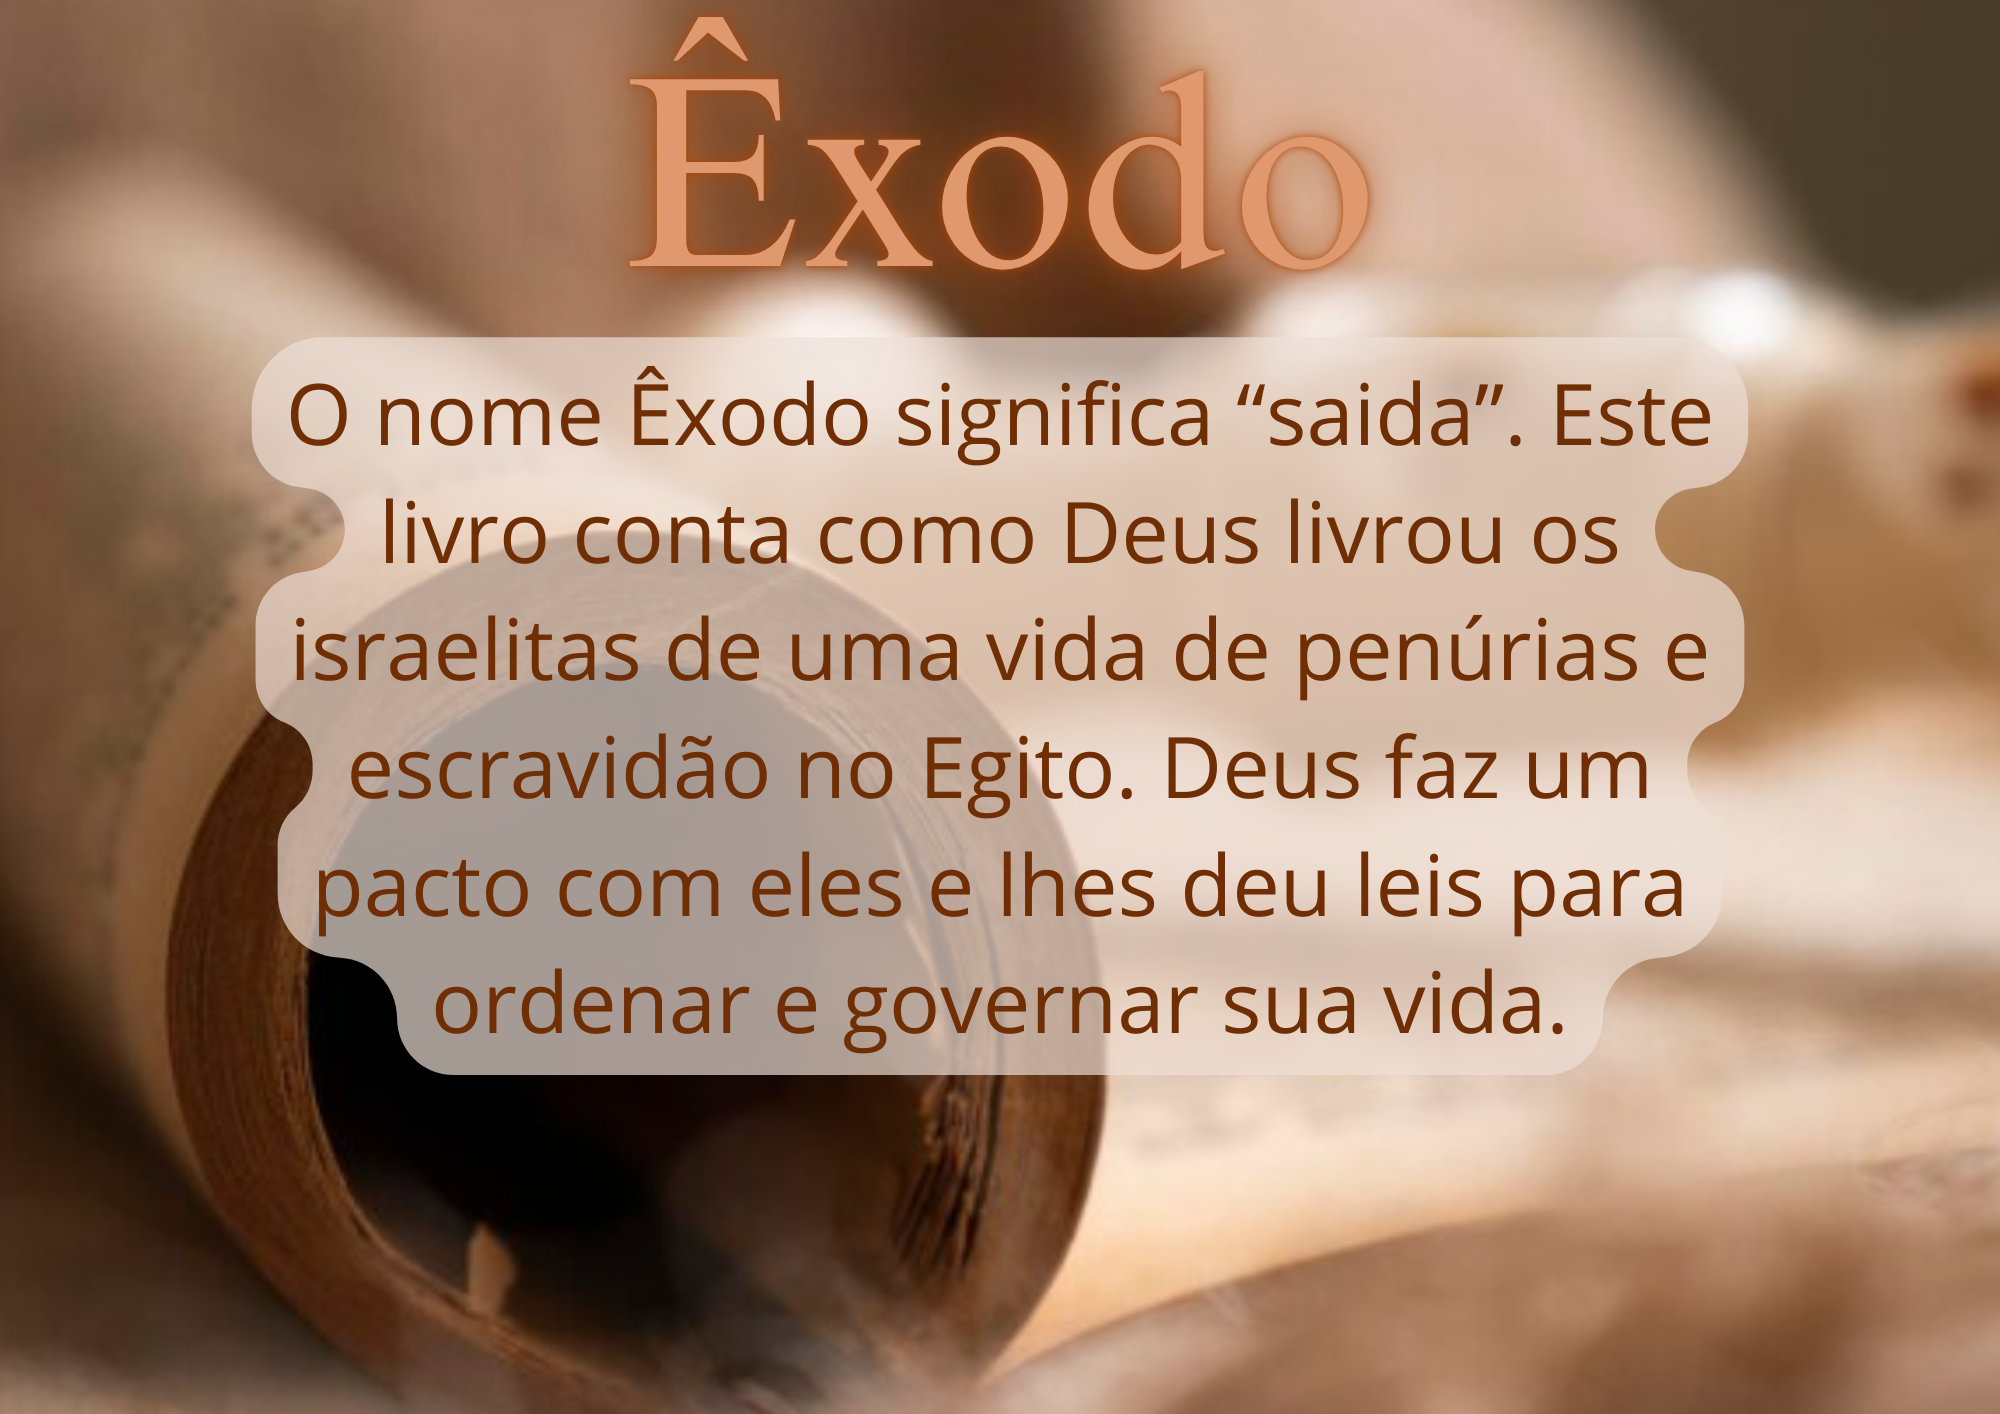 Êxodo
O nome Êxodo significa “saida”. Este
livro conta como Deus livrou os
israelitas de uma vida de penúrias e
escravidão no Egito. Deus faz um
pacto com eles e lhes deu leis para
ordenar e governar sua vida.